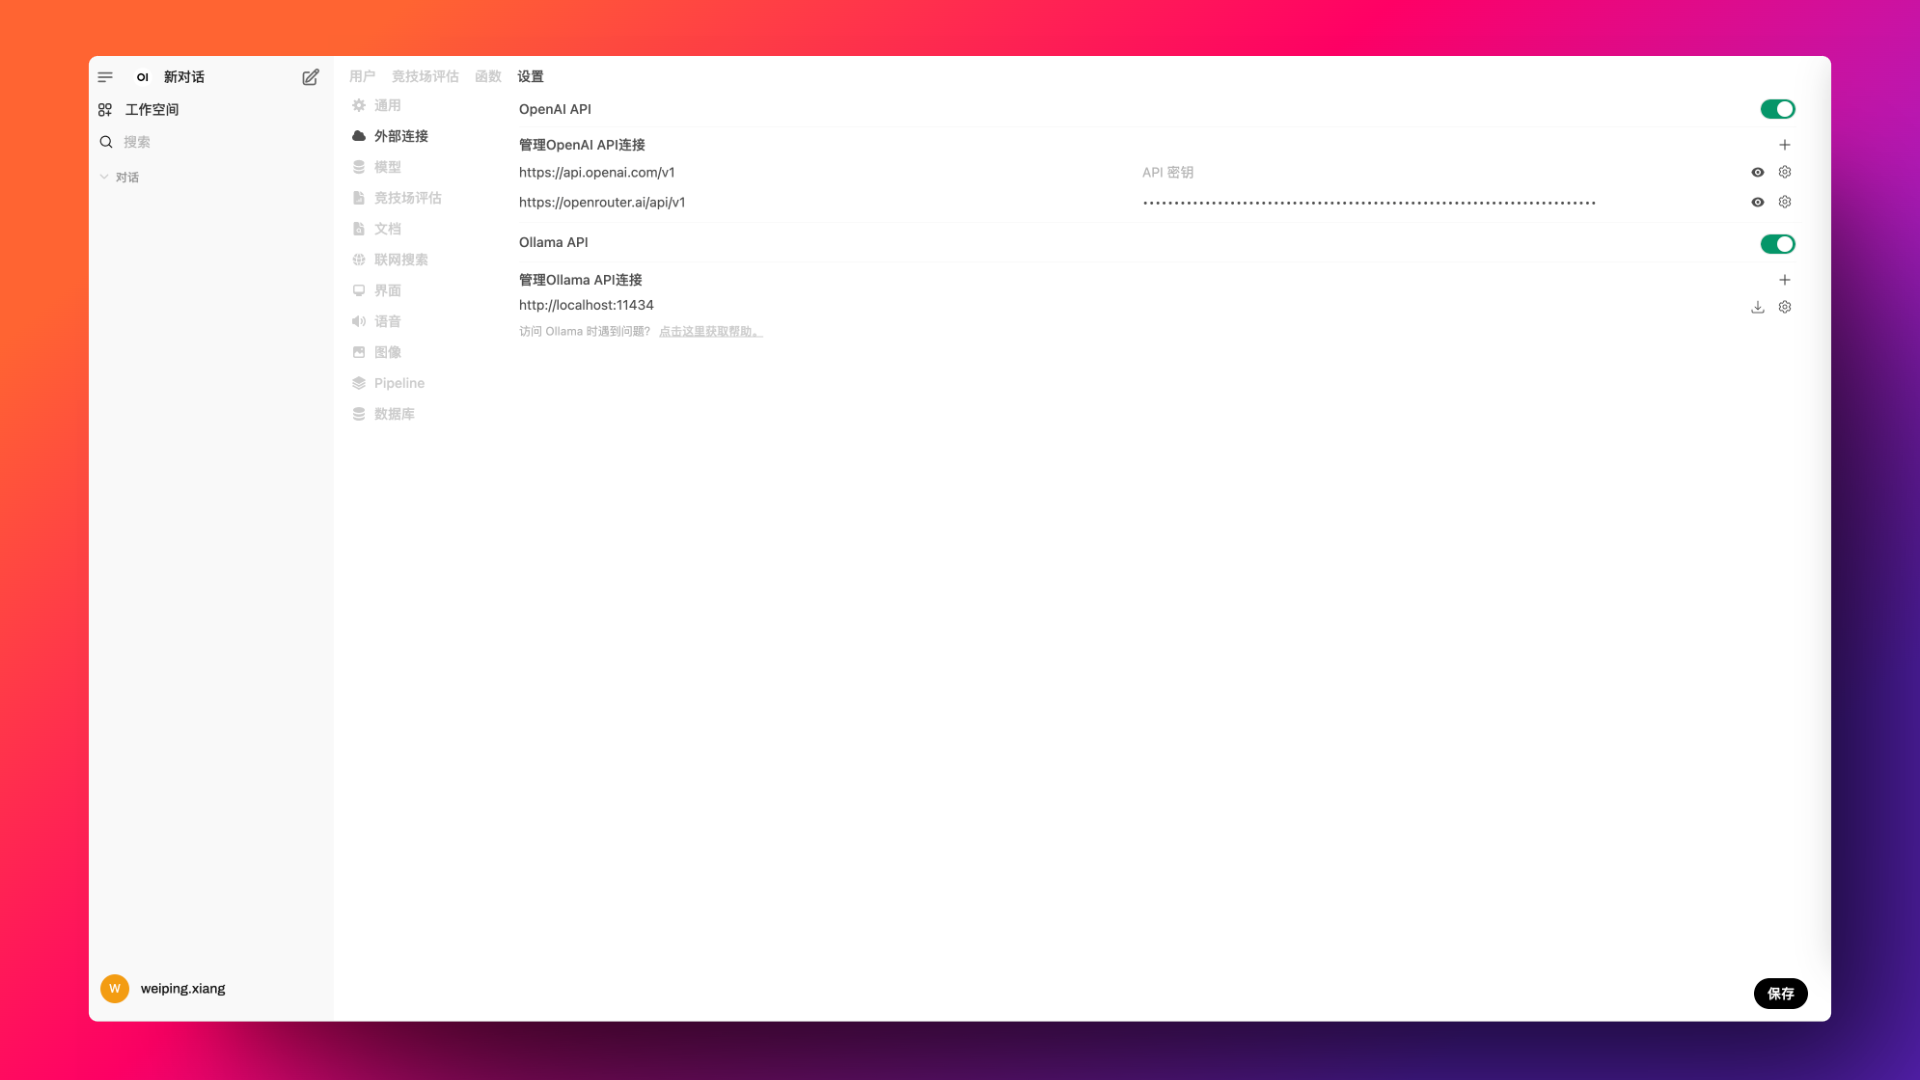 OI 新对话
工作空间
搜索
对话
weiping.xiang
W
用户 竞技场评估 函数 设置
通用
外部连接
模型
竞技场评估
文档
联网搜索
界面
语音
图像
Pipeline
数据库
OpenAI API
管理OpenAI API连接
https://api.openai.com/v1 API 密钥
https://openrouter.ai/api/v1
Ollama API
管理Ollama API连接
http://localhost:11434
访问 Ollama 时遇到问题? 点击这里获取帮助。
保存